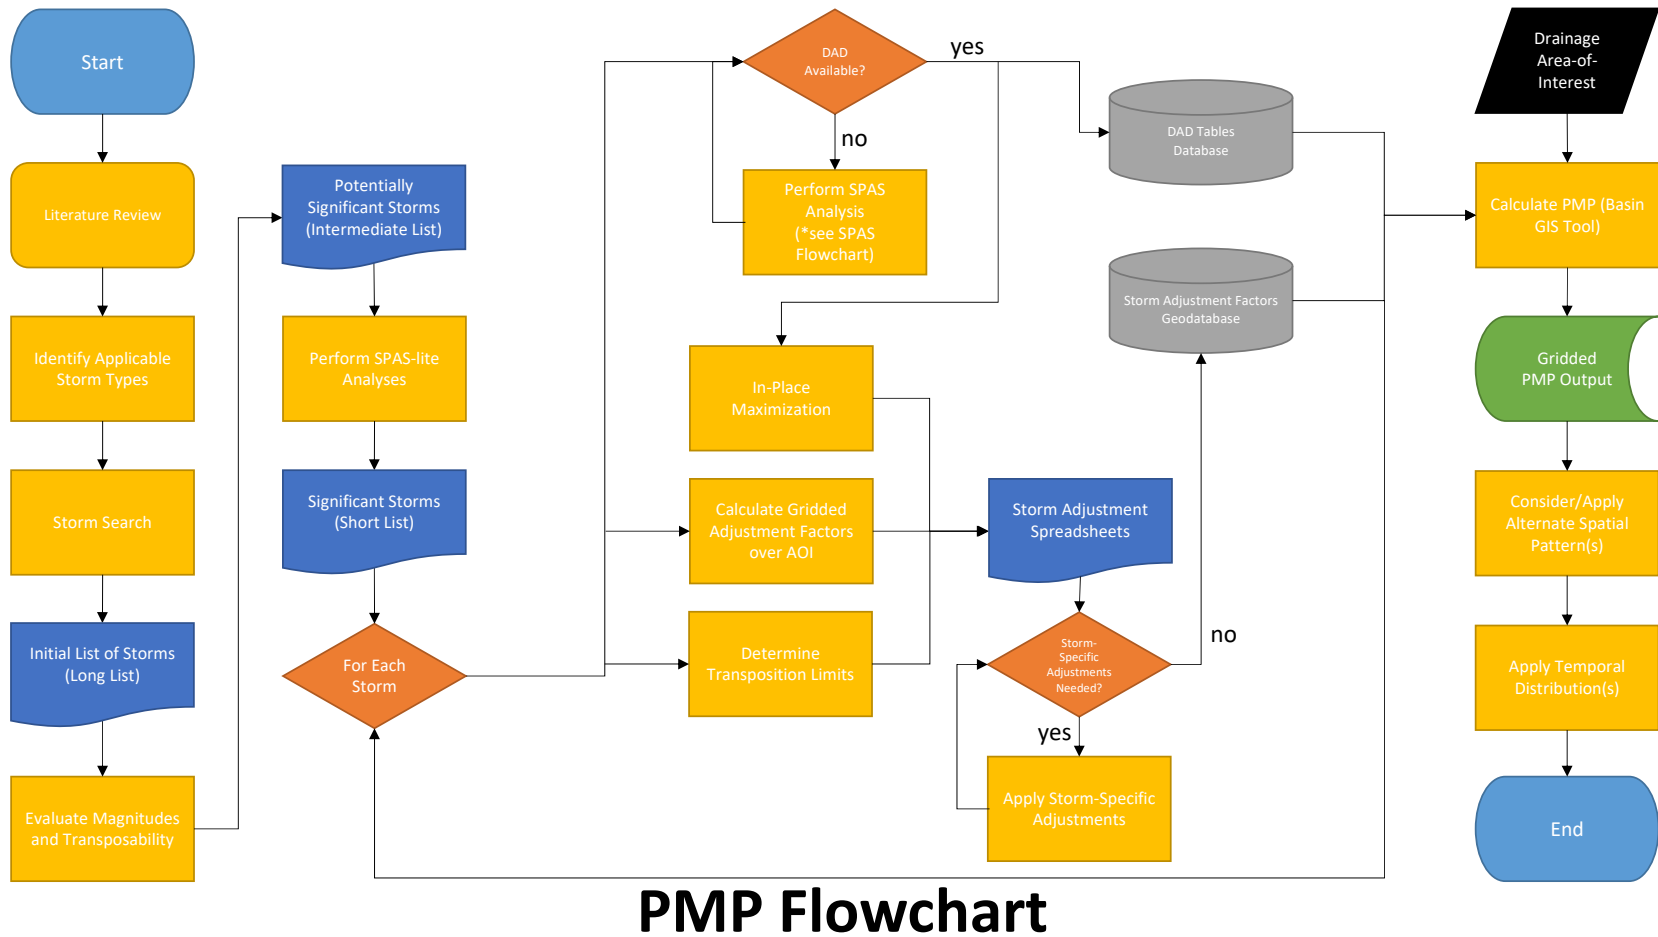 Start
Literature Review
Identify Applicable
Storm Types
Storm Search
Initial List of Storms
(Long List)
Evaluate Magnitudes
and Transposability
Potentially
Significant Storms
(Intermediate List)
Perform SPAS-lite
Analyses
Significant Storms
(Short List)
For Each
Storm
DAD
Available?
yes
no
Perform SPAS
Analysis
(*see SPAS
Flowchart)
In-Place
Maximization
Calculate Gridded
Adjustment Factors
over AOI
Determine
Transposition Limits
DAD Tables
Database
Storm Adjustment Factors
Geodatabase
Storm Adjustment
Spreadsheets
Storm-
Specific
Adjustments
Needed?
no
yes
Apply Storm-Specific
Adjustments
Drainage
Area-of-
Interest
Calculate PMP (Basin
GIS Tool)
Gridded
PMP Output
Consider/Apply
Alternate Spatial
Pattern(s)
Apply Temporal
Distribution(s)
End
PMP Flowchart